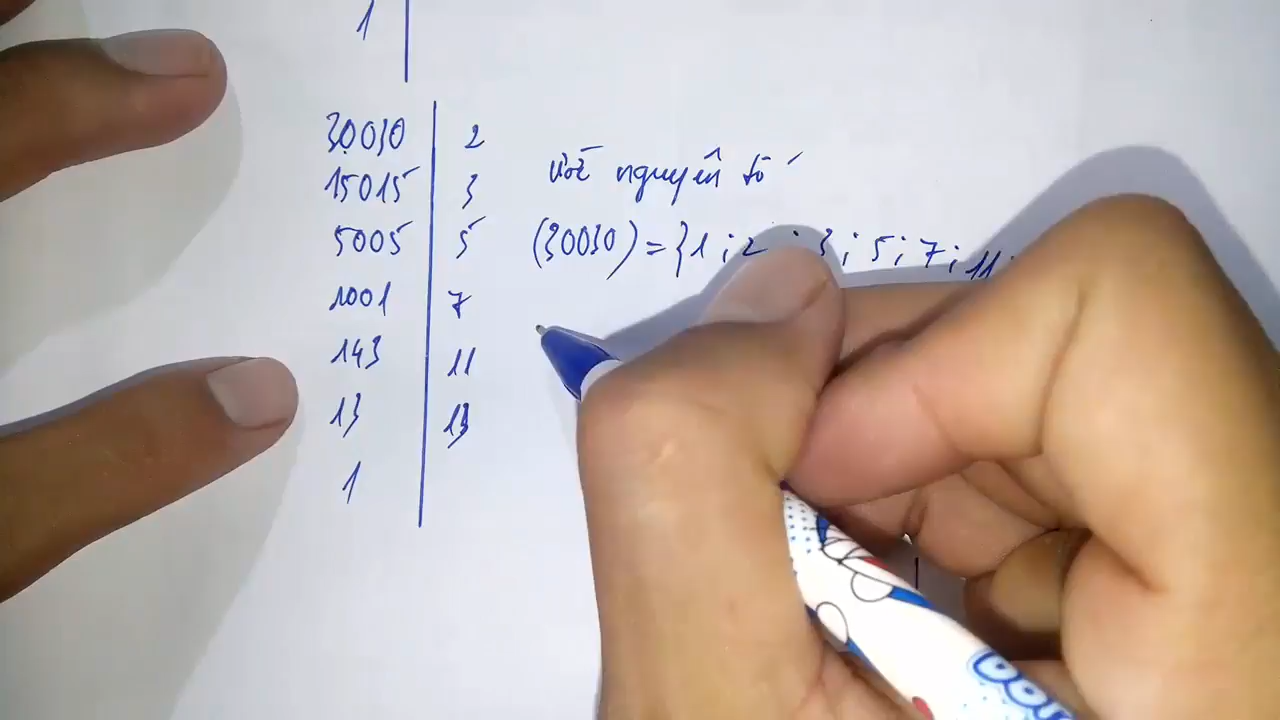 1
30030 | 2
15015 | 3
5005 | 5
1001 | 7
143 | 11
13 | 13
1
Ước nguyên tố
(30030) = {1 ; 2 ; 3 ; 5 ; 7 ; 11 ;